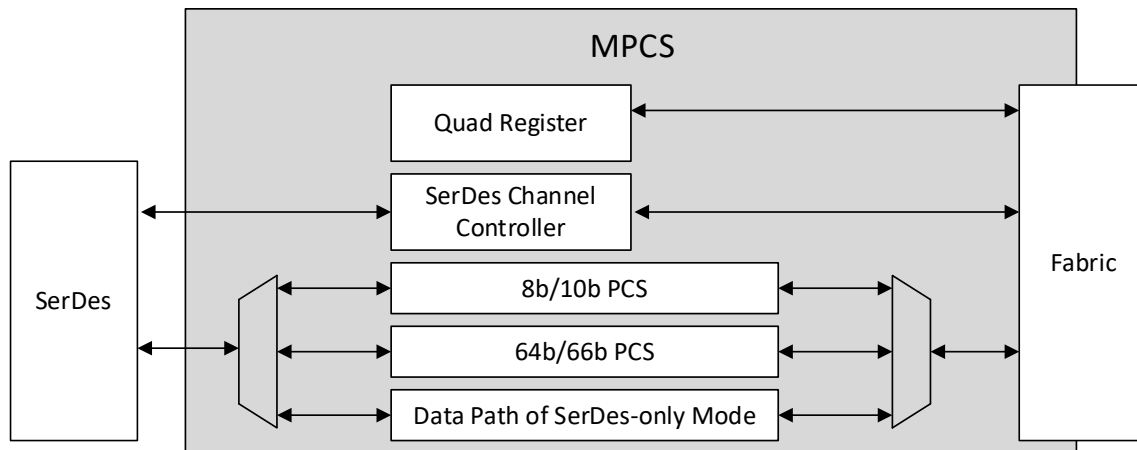 MPCS
Quad Register
SerDes Channel
Controller
SerDes
8b/10b PCS
64b/66b PCS
Data Path of SerDes-only Mode
Fabric